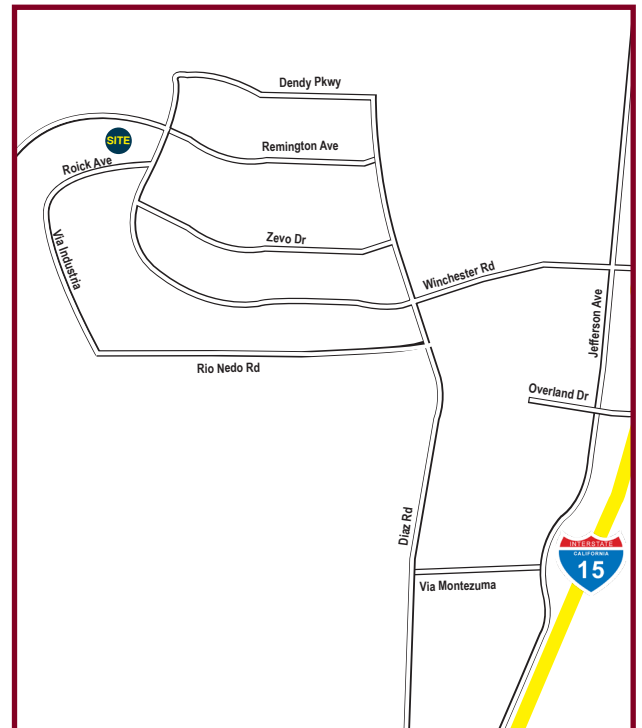 Dendy Pkwy
SITE
Remington Ave
Roick Ave
Zevo Dr
Via Industria
Winchester Rd
Jefferson Ave
Rio Nedo Rd
Overland Dr
Diaz Rd
INTERSTATE
CALIFORNIA
15
Via Montezuma